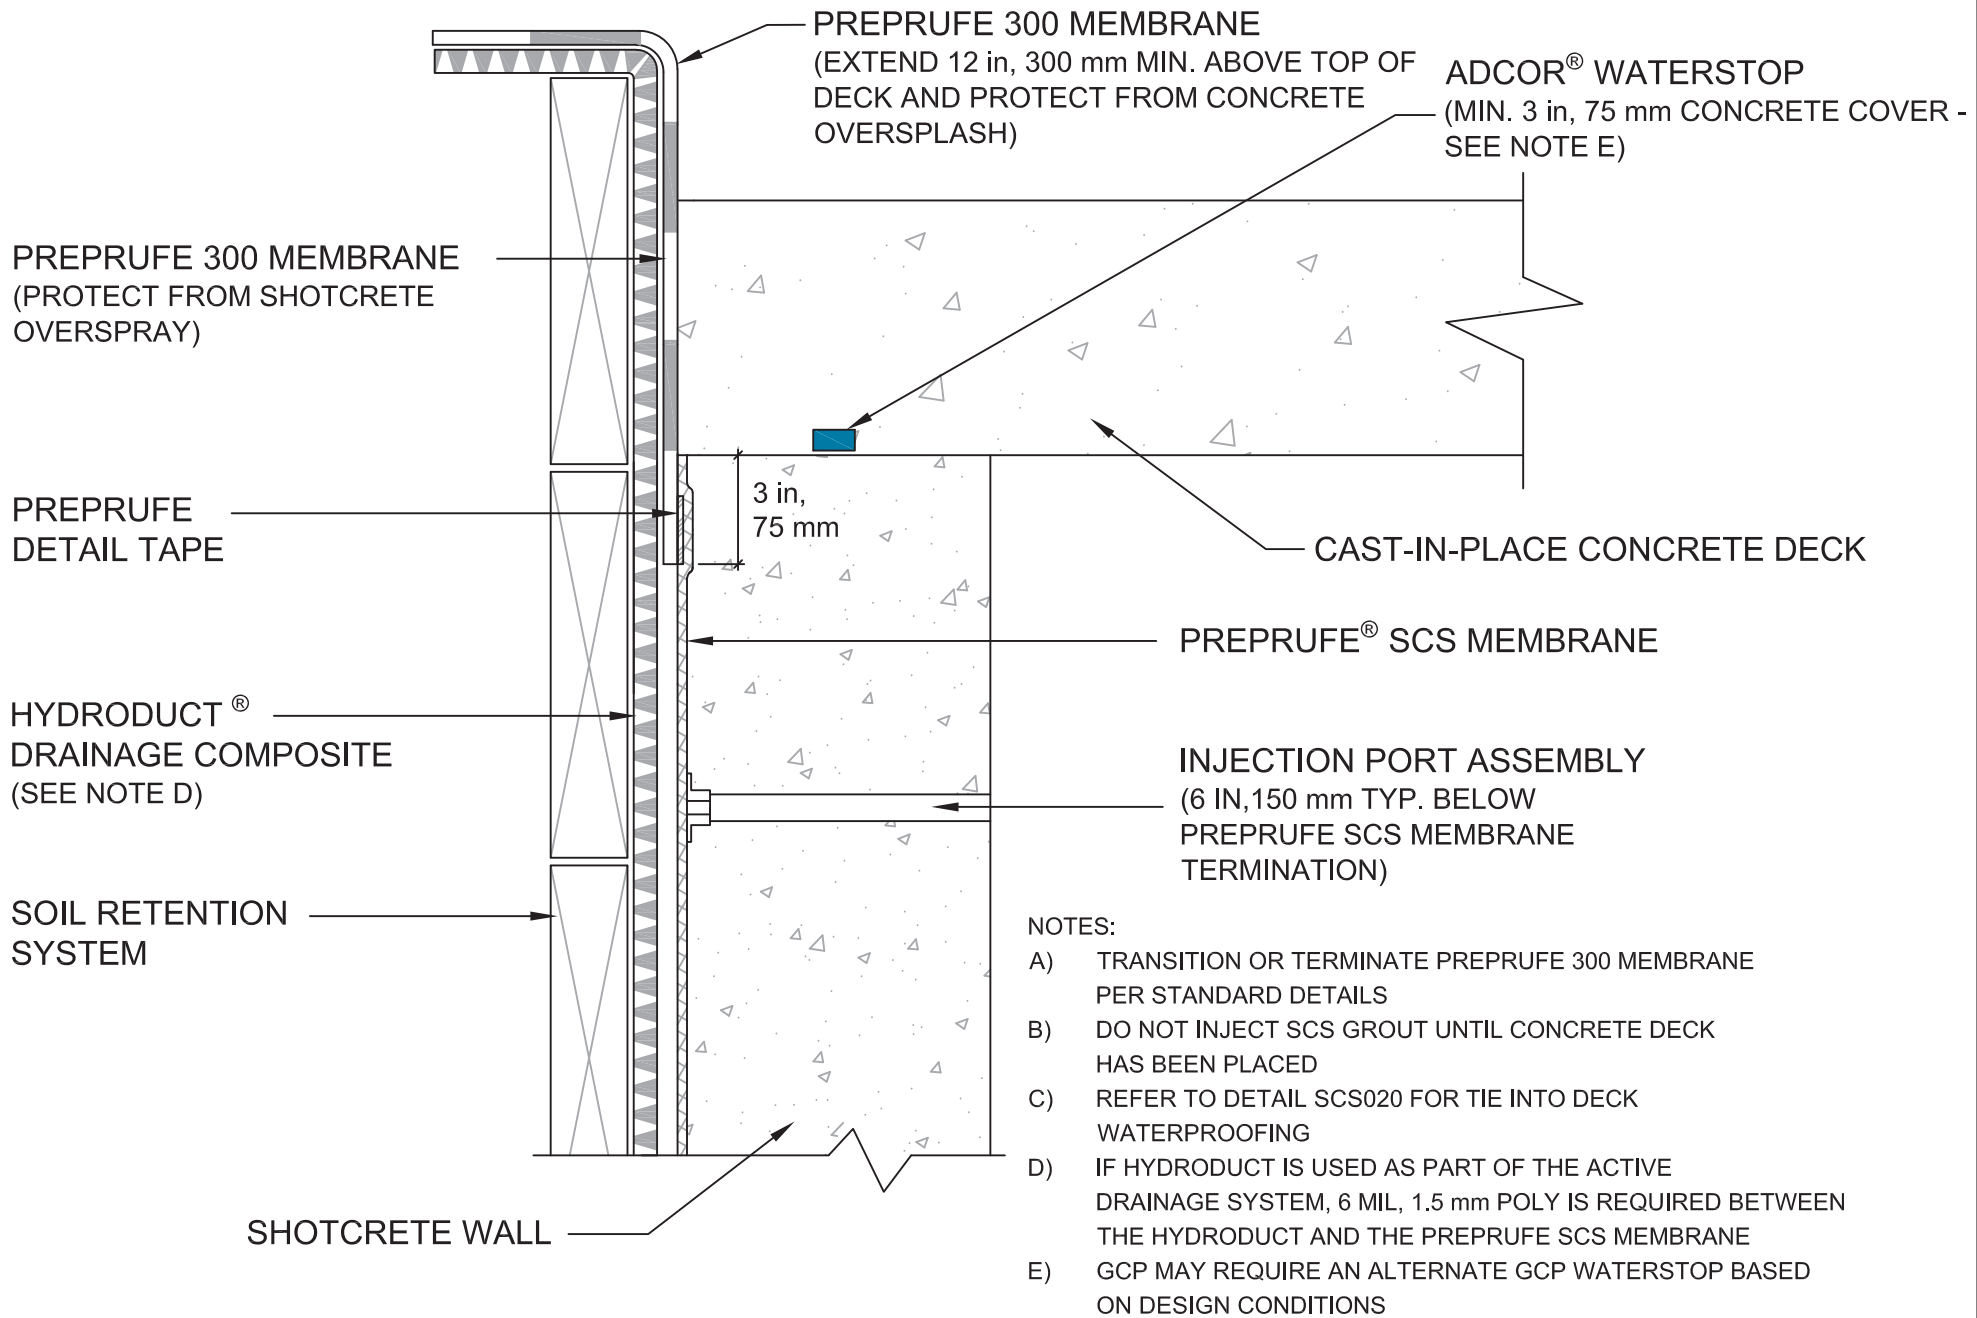 PREPRUFE 300 MEMBRANE
(EXTEND 12 in, 300 mm MIN. ABOVE TOP OF
DECK AND PROTECT FROM CONCRETE
OVERSPLASH)
ADCOR® WATERSTOP
(MIN. 3 in, 75 mm CONCRETE COVER -
SEE NOTE E)
PREPRUFE 300 MEMBRANE
(PROTECT FROM SHOTCRETE
OVERSPRAY)
PREPRUFE
DETAIL TAPE
3 in,
75 mm
CAST-IN-PLACE CONCRETE DECK
PREPRUFE® SCS MEMBRANE
HYDRODUCT ®
DRAINAGE COMPOSITE
(SEE NOTE D)
INJECTION PORT ASSEMBLY
(6 IN,150 mm TYP. BELOW
PREPRUFE SCS MEMBRANE
TERMINATION)
SOIL RETENTION
SYSTEM
SHOTCRETE WALL
NOTES:
A) TRANSITION OR TERMINATE PREPRUFE 300 MEMBRANE
PER STANDARD DETAILS
B) DO NOT INJECT SCS GROUT UNTIL CONCRETE DECK
HAS BEEN PLACED
C) REFER TO DETAIL SCS020 FOR TIE INTO DECK
WATERPROOFING
D) IF HYDRODUCT IS USED AS PART OF THE ACTIVE
DRAINAGE SYSTEM, 6 MIL, 1.5 mm POLY IS REQUIRED BETWEEN
THE HYDRODUCT AND THE PREPRUFE SCS MEMBRANE
E) GCP MAY REQUIRE AN ALTERNATE GCP WATERSTOP BASED
ON DESIGN CONDITIONS